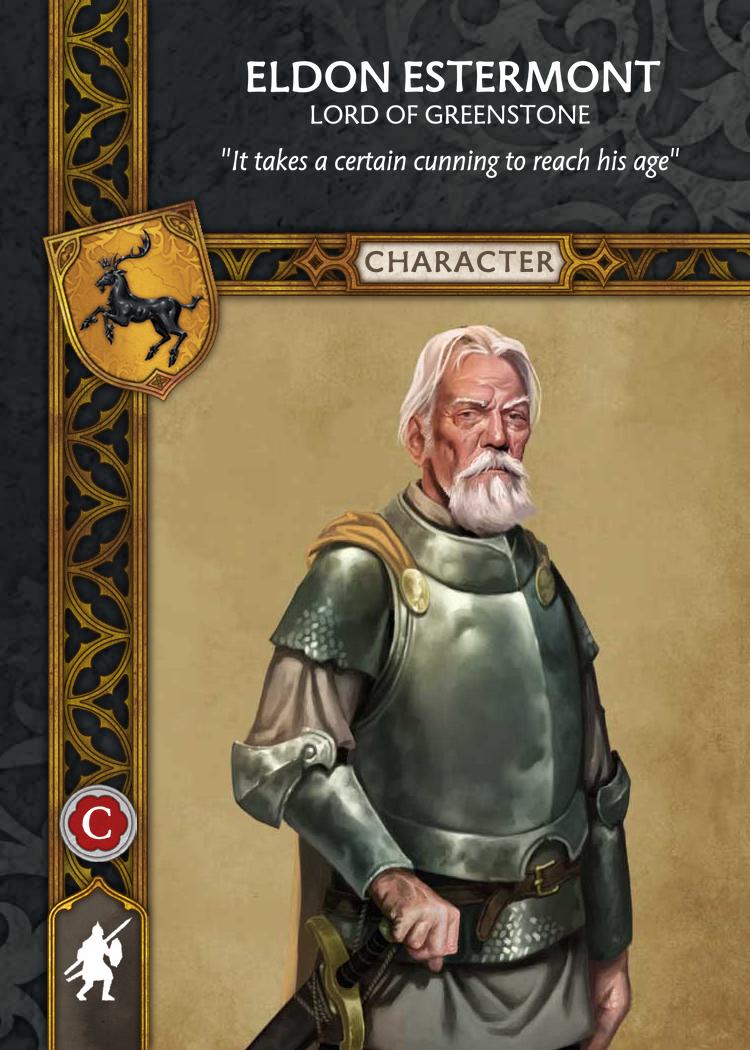 ELDON ESTERMONT
LORD OF GREENSTONE
"It takes a certain cunning to reach his age"
CHARACTER
C